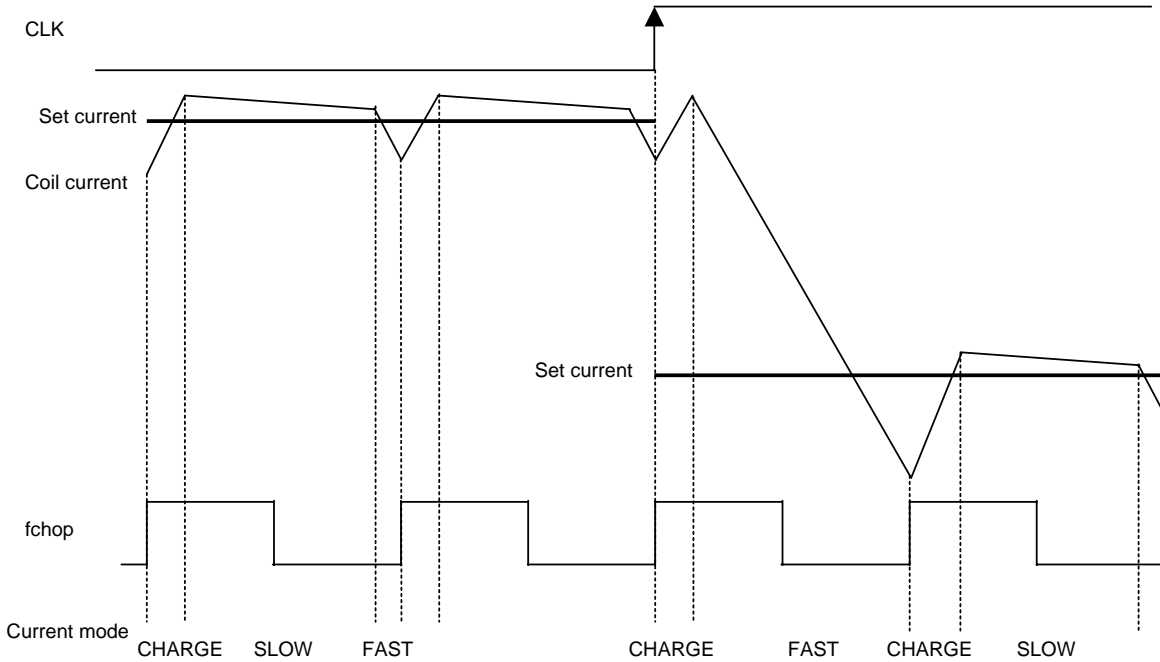 CLK
Set current
Coil current
Set current
fchop
Current mode
CHARGE SLOW FAST CHARGE FAST CHARGE SLOW